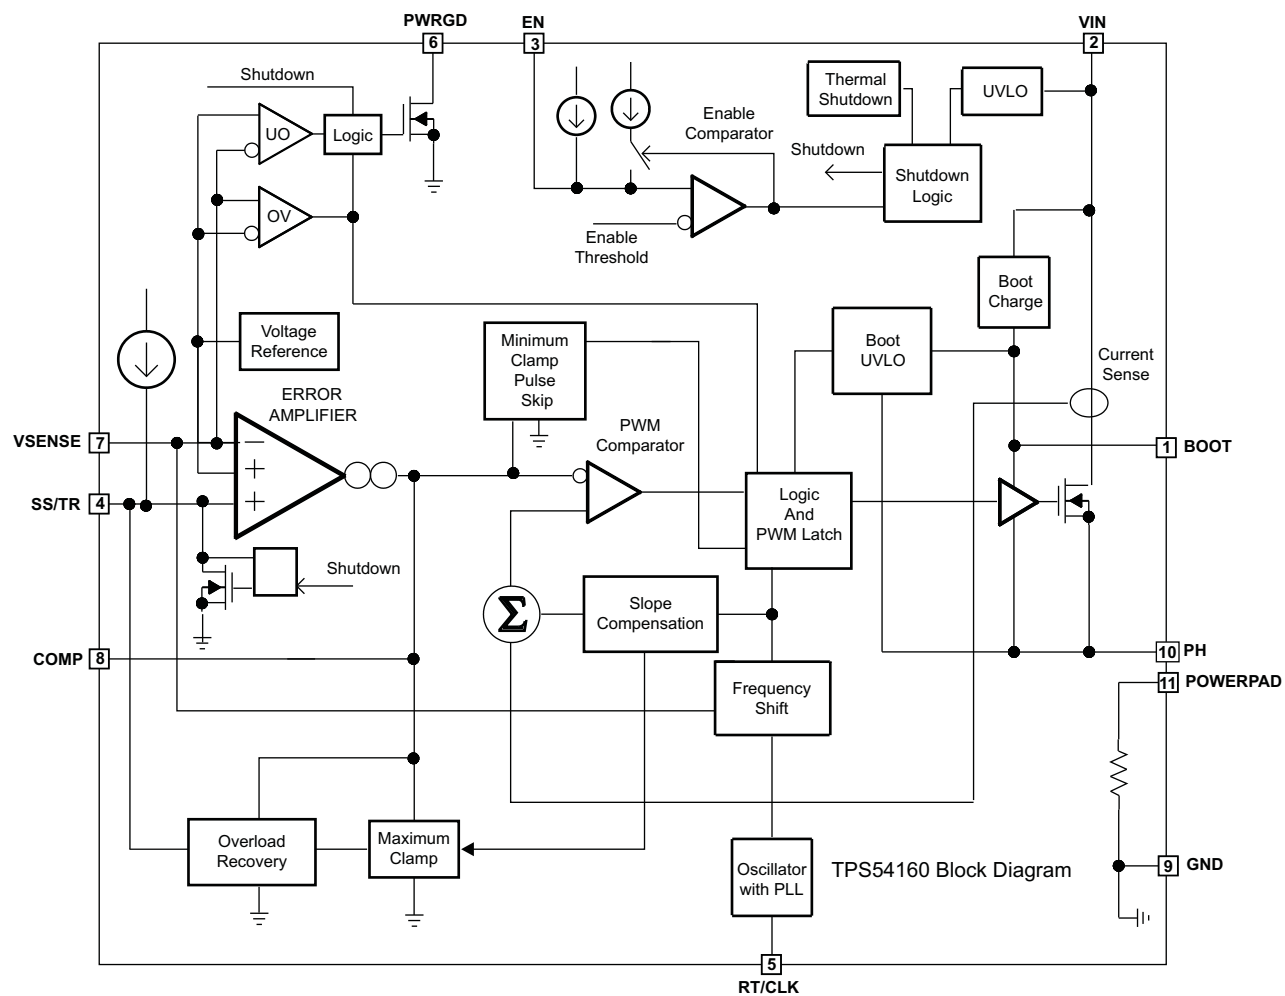 PWRGD
EN
VIN
6
3
2
Shutdown
Thermal
Shutdown
UVLO
UO
Logic
Enable
Comparator
Shutdown
Shutdown
Logic
OV
Enable
Threshold
Boot
Charge
Voltage
Reference
Minimum
Clamp
Pulse
Skip
Boot
UVLO
Current
Sense
ERROR
AMPLIFIER
PWM
Comparator
VSENSE
7
−
+
+
1
BOOT
SS/TR
4
Logic
And
PWM Latch
Shutdown
Σ
Slope
Compensation
COMP
8
10
PH
11
POWERPAD
Frequency
Shift
Overload
Recovery
Maximum
Clamp
Oscillator
with PLL
TPS54160 Block Diagram
9
GND
5
RT/CLK